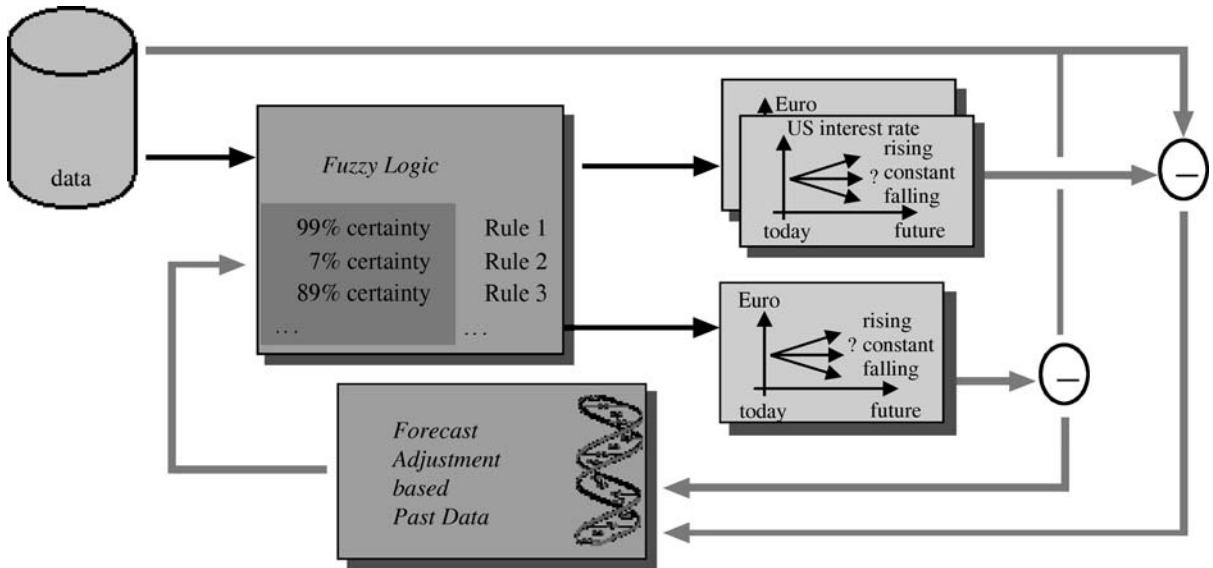 data
Fuzzy Logic
99% certainty Rule 1
7% certainty Rule 2
89% certainty Rule 3
... ...
Euro
US interest rate
rising
? constant
falling
today future
Euro
rising
? constant
falling
today future
–
–
Forecast
Adjustment
based
Past Data